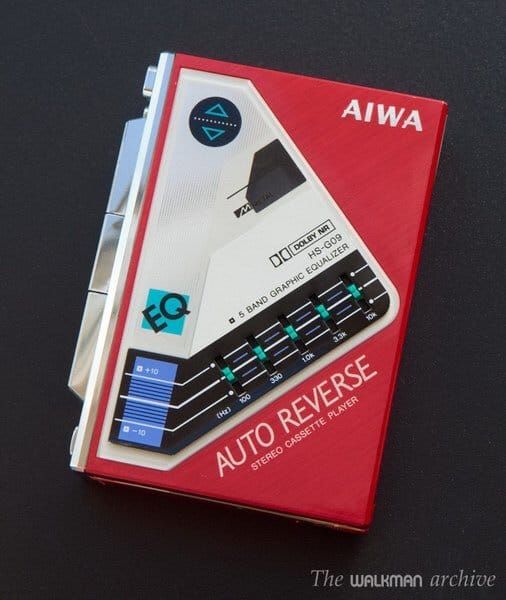 AIWA
METAL
DOLBY NR
HS-G09
5 BAND GRAPHIC EQUALIZER
EQ
+10
-10
(Hz) 100 330 1.0k 3.3k 10k
AUTO REVERSE
STEREO CASSETTE PLAYER
The WALKMAN archive